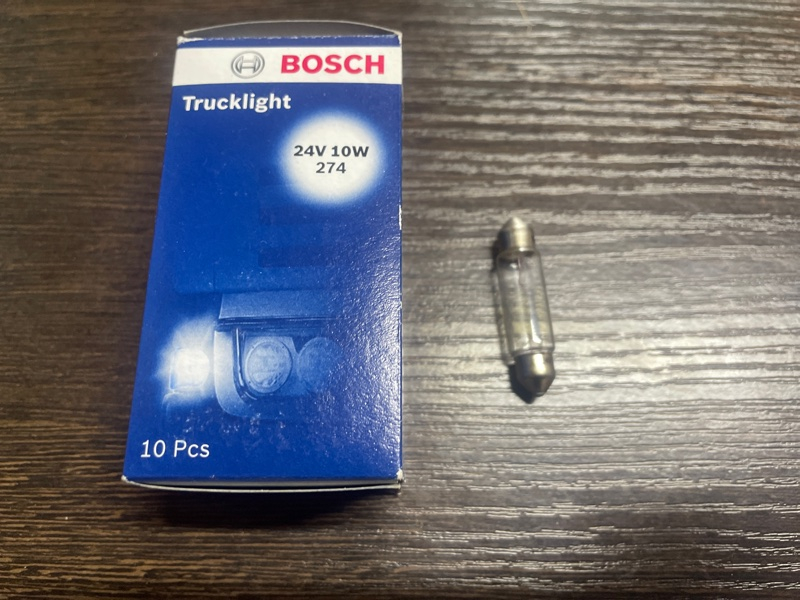 BOSCH
Trucklight
24V 10W
274
10 Pcs